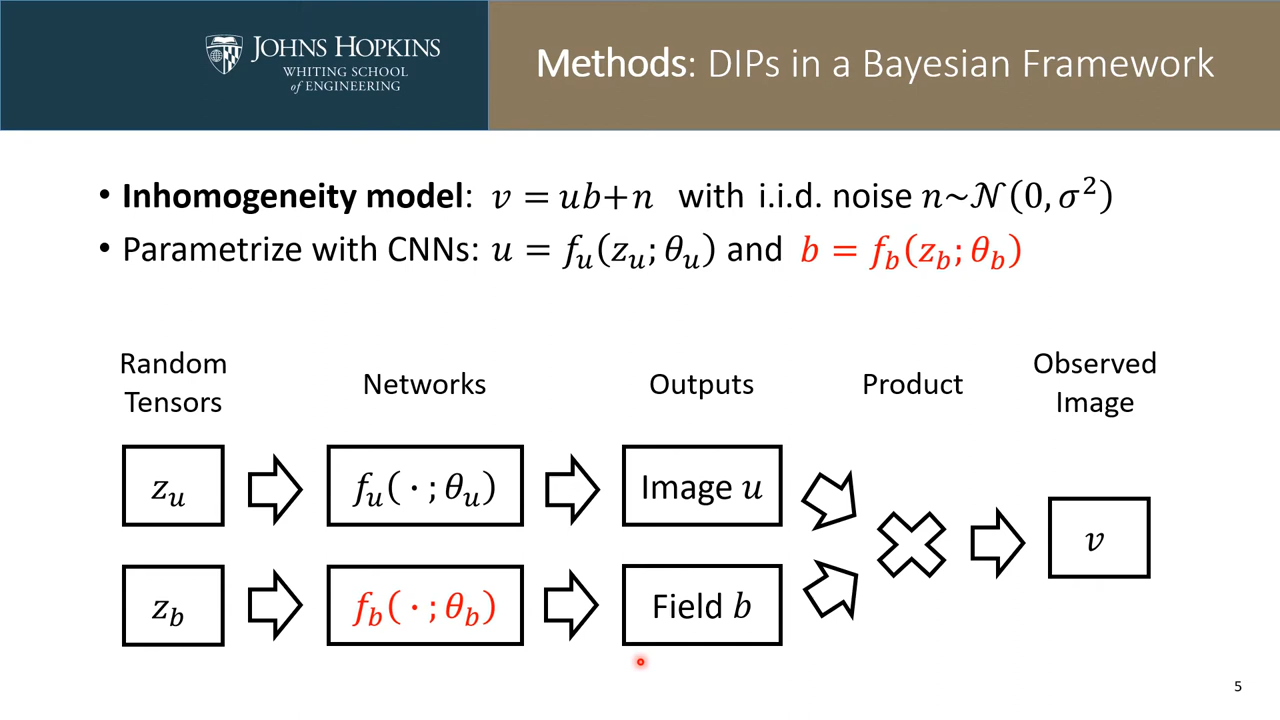 JOHNS HOPKINS
WHITING SCHOOL
of ENGINEERING
Methods: DIPs in a Bayesian Framework
• Inhomogeneity model: 𝑣 = 𝑢𝑏+𝑛 with i.i.d. noise 𝑛~𝒩(0, 𝜎²)
• Parametrize with CNNs: 𝑢 = 𝑓ᵤ(𝑧ᵤ; 𝜃ᵤ) and 𝑏 = 𝑓_𝑏(𝑧_𝑏; 𝜃_𝑏)
Random
Tensors
Networks
Outputs
Product
Observed
Image
𝑧ᵤ
𝑓ᵤ( · ; 𝜃ᵤ)
Image 𝑢
𝑣
𝑧_𝑏
𝑓_𝑏( · ; 𝜃_𝑏)
Field 𝑏
5